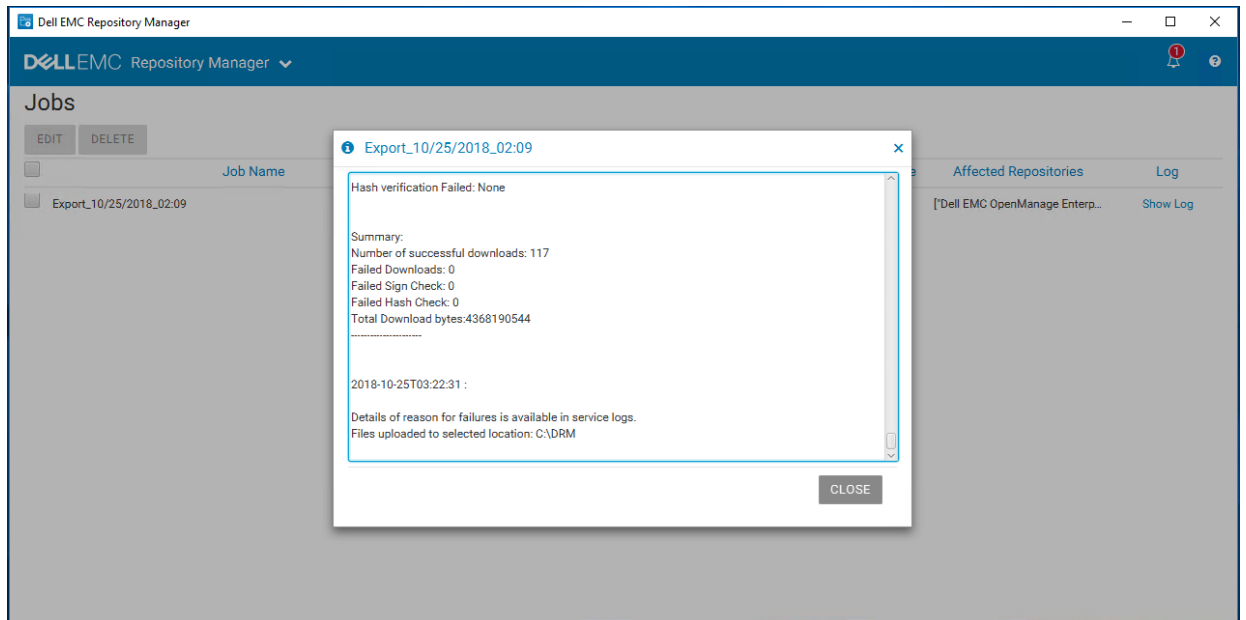 Dell EMC Repository Manager
DELLEMC Repository Manager
1
?
Jobs
EDIT DELETE
Job Name Affected Repositories Log
Export_10/25/2018_02:09 ["Dell EMC OpenManage Enterp... Show Log
Export_10/25/2018_02:09
Hash verification Failed: None
Summary:
Number of successful downloads: 117
Failed Downloads: 0
Failed Sign Check: 0
Failed Hash Check: 0
Total Download bytes:4368190544
----------------------
2018-10-25T03:22:31 :
Details of reason for failures is available in service logs.
Files uploaded to selected location: C:\DRM
CLOSE